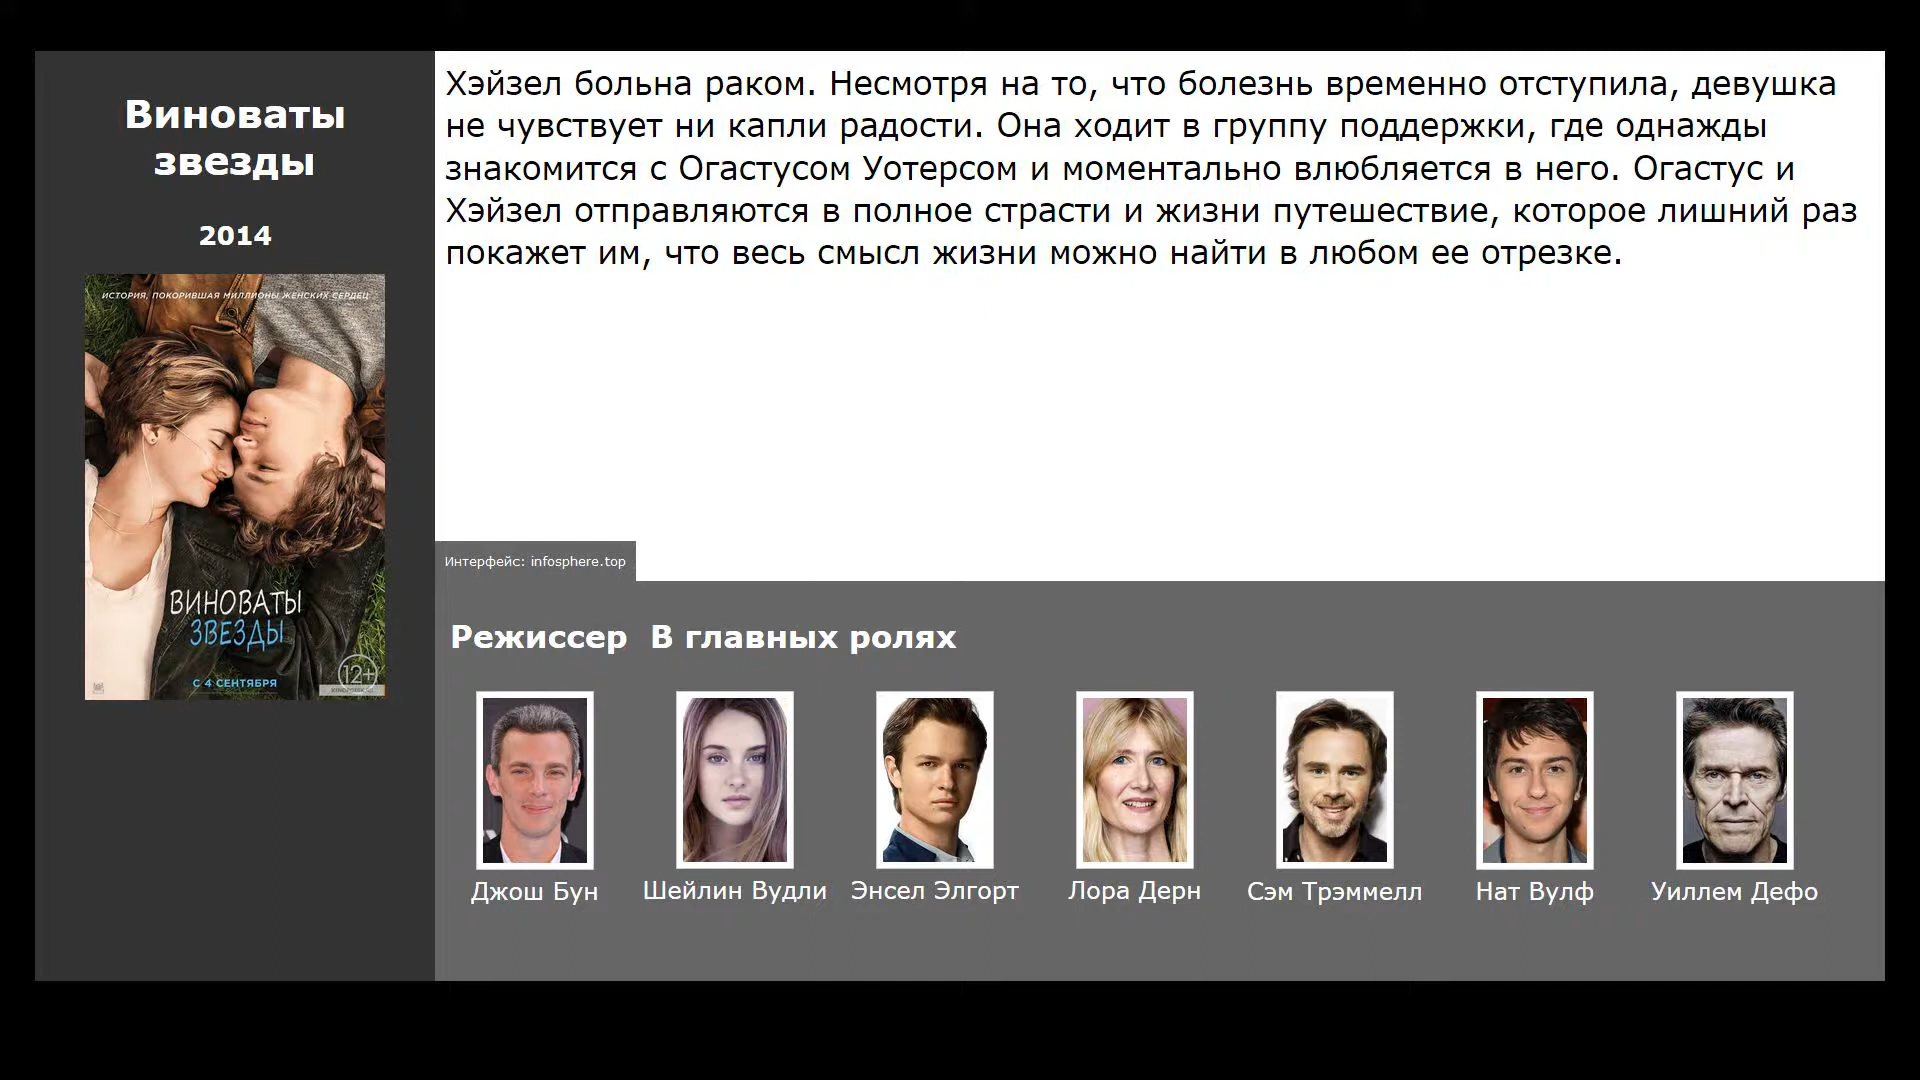 Виноваты
звезды
2014
ИСТОРИЯ, ПОКОРИВШАЯ МИЛЛИОНЫ ЖЕНСКИХ СЕРДЕЦ
ВИНОВАТЫ
ЗВЕЗДЫ
С 4 СЕНТЯБРЯ
12+
Хэйзел больна раком. Несмотря на то, что болезнь временно отступила, девушка
не чувствует ни капли радости. Она ходит в группу поддержки, где однажды
знакомится с Огастусом Уотерсом и моментально влюбляется в него. Огастус и
Хэйзел отправляются в полное страсти и жизни путешествие, которое лишний раз
покажет им, что весь смысл жизни можно найти в любом ее отрезке.
Интерфейс: infosphere.top
Режиссер В главных ролях
Джош Бун Шейлин Вудли Энсел Элгорт Лора Дерн Сэм Трэммелл Нат Вулф Уиллем Дефо